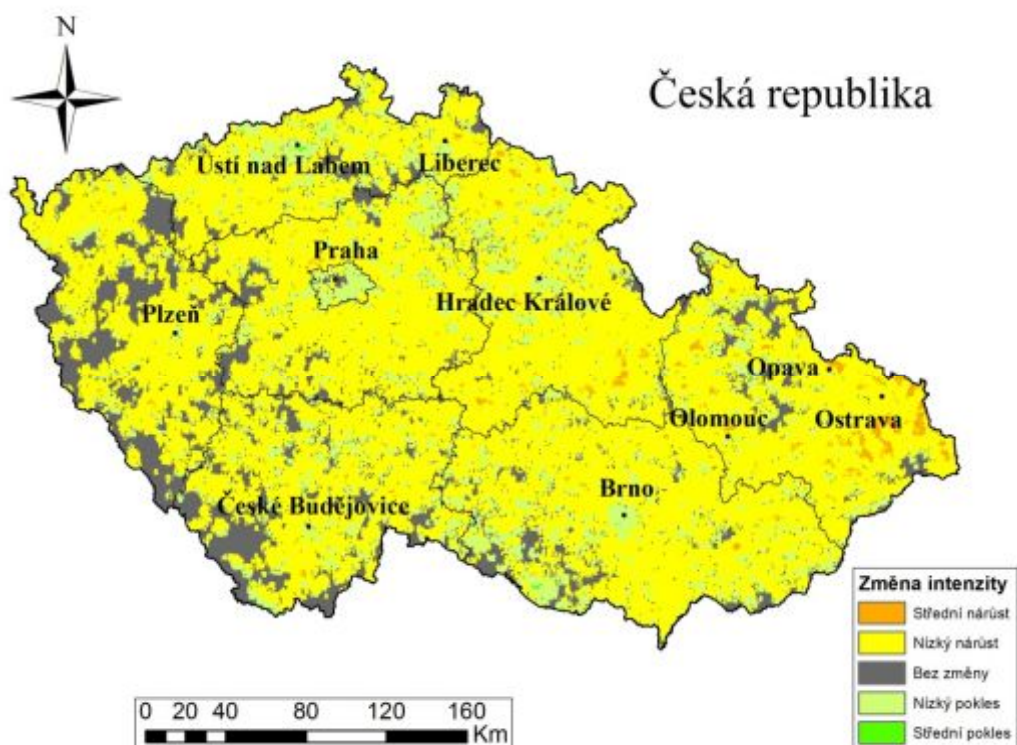 N
Česká republika
Ústí nad Labem
Liberec
Praha
Hradec Králové
Plzeň
Opava
Olomouc
Ostrava
Brno
České Budějovice
Změna intenzity
Střední nárůst
Nízký nárůst
Bez změny
Nízký pokles
Střední pokles
0 20 40 80 120 160
Km